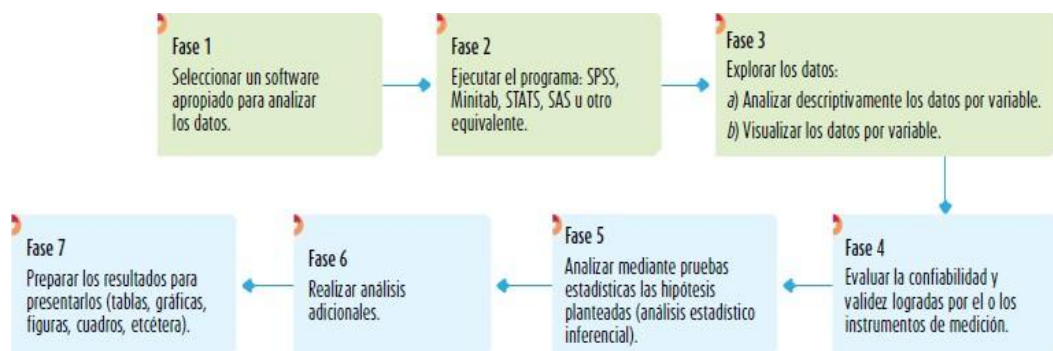 Fase 1
Seleccionar un software
apropiado para analizar
los datos.
Fase 2
Ejecutar el programa: SPSS,
Minitab, STATS, SAS u otro
equivalente.
Fase 3
Explorar los datos:
a) Analizar descriptivamente los datos por variable.
b) Visualizar los datos por variable.
Fase 4
Evaluar la confiabilidad y
validez logradas por el o los
instrumentos de medición.
Fase 5
Analizar mediante pruebas
estadísticas las hipótesis
planteadas (análisis estadístico
inferencial).
Fase 6
Realizar análisis
adicionales.
Fase 7
Preparar los resultados para
presentarlos (tablas, gráficas,
figuras, cuadros, etcétera).